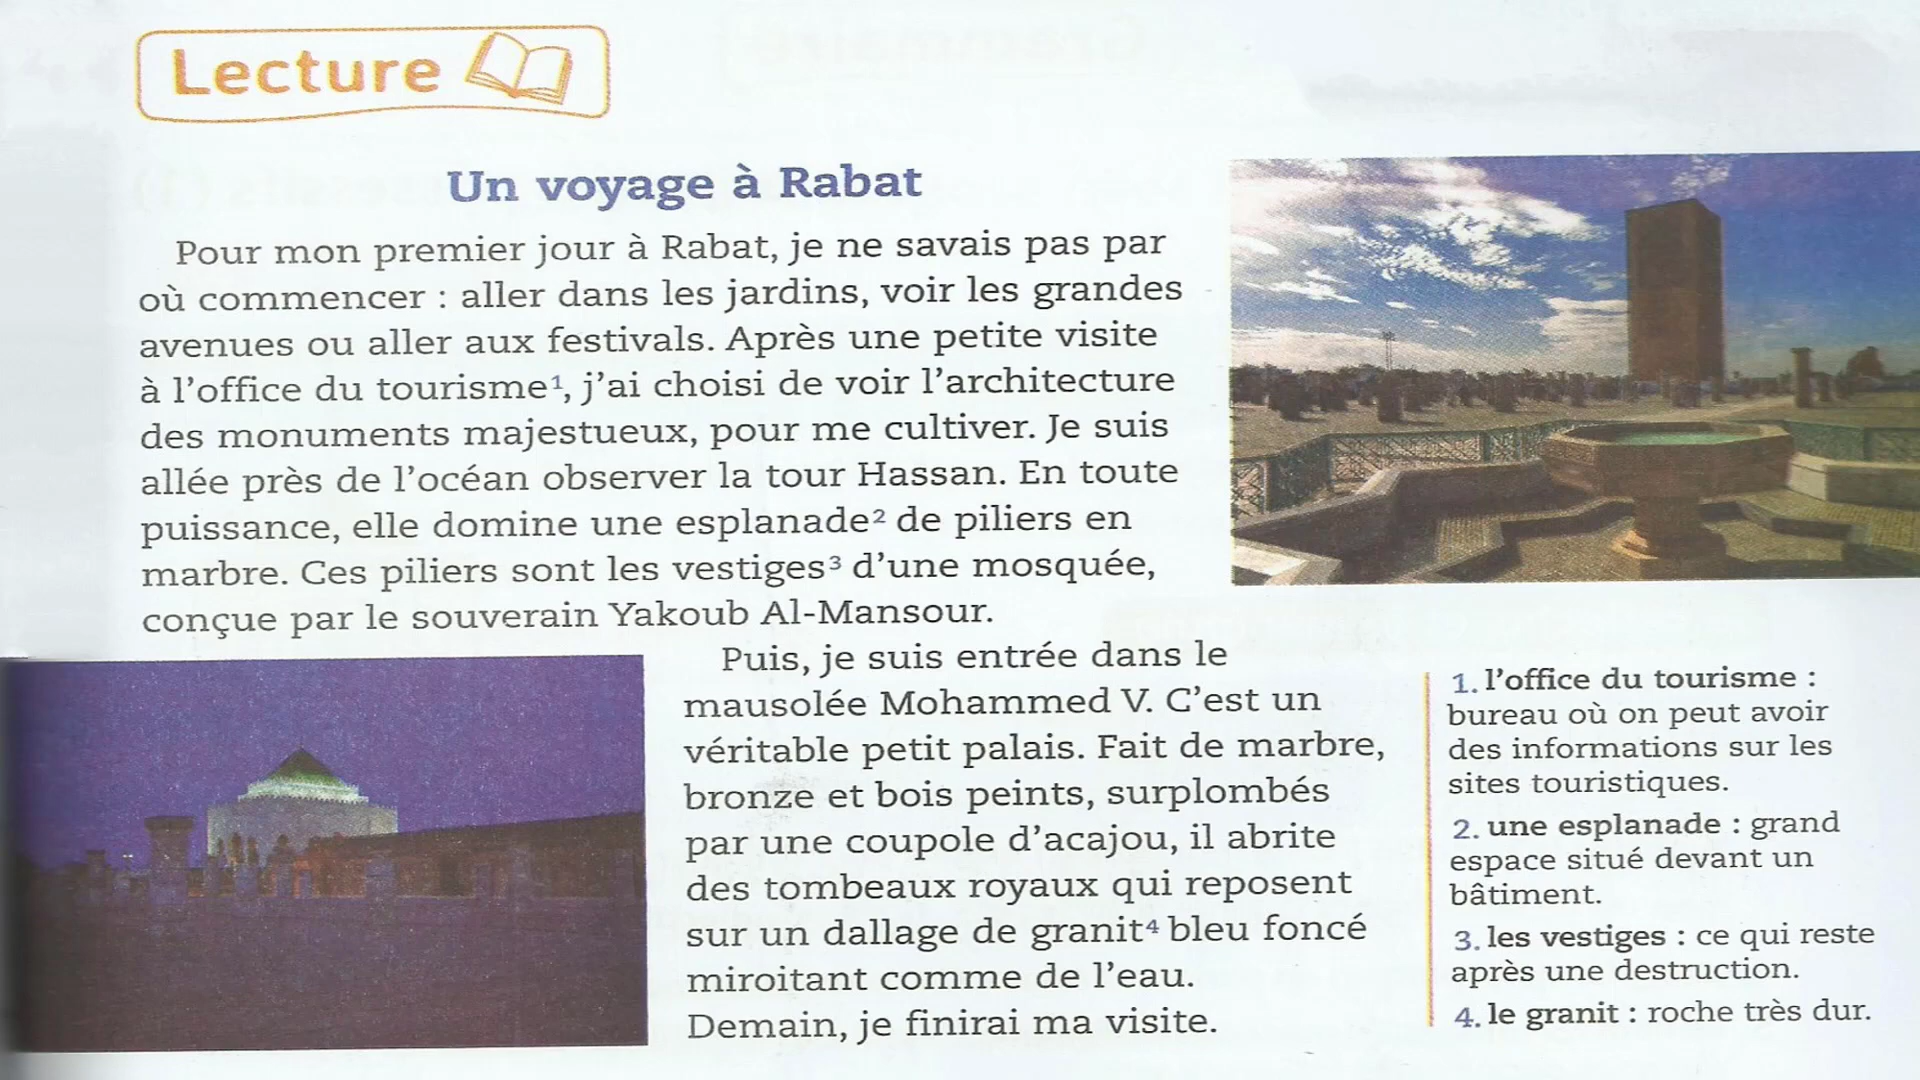 Lecture
Un voyage à Rabat
Pour mon premier jour à Rabat, je ne savais pas par
où commencer : aller dans les jardins, voir les grandes
avenues ou aller aux festivals. Après une petite visite
à l'office du tourisme¹, j'ai choisi de voir l'architecture
des monuments majestueux, pour me cultiver. Je suis
allée près de l'océan observer la tour Hassan. En toute
puissance, elle domine une esplanade² de piliers en
marbre. Ces piliers sont les vestiges³ d'une mosquée,
conçue par le souverain Yakoub Al-Mansour.
Puis, je suis entrée dans le
mausolée Mohammed V. C'est un
véritable petit palais. Fait de marbre,
bronze et bois peints, surplombés
par une coupole d'acajou, il abrite
des tombeaux royaux qui reposent
sur un dallage de granit⁴ bleu foncé
miroitant comme de l'eau.
Demain, je finirai ma visite.
1. l'office du tourisme :
bureau où on peut avoir
des informations sur les
sites touristiques.
2. une esplanade : grand
espace situé devant un
bâtiment.
3. les vestiges : ce qui reste
après une destruction.
4. le granit : roche très dur.